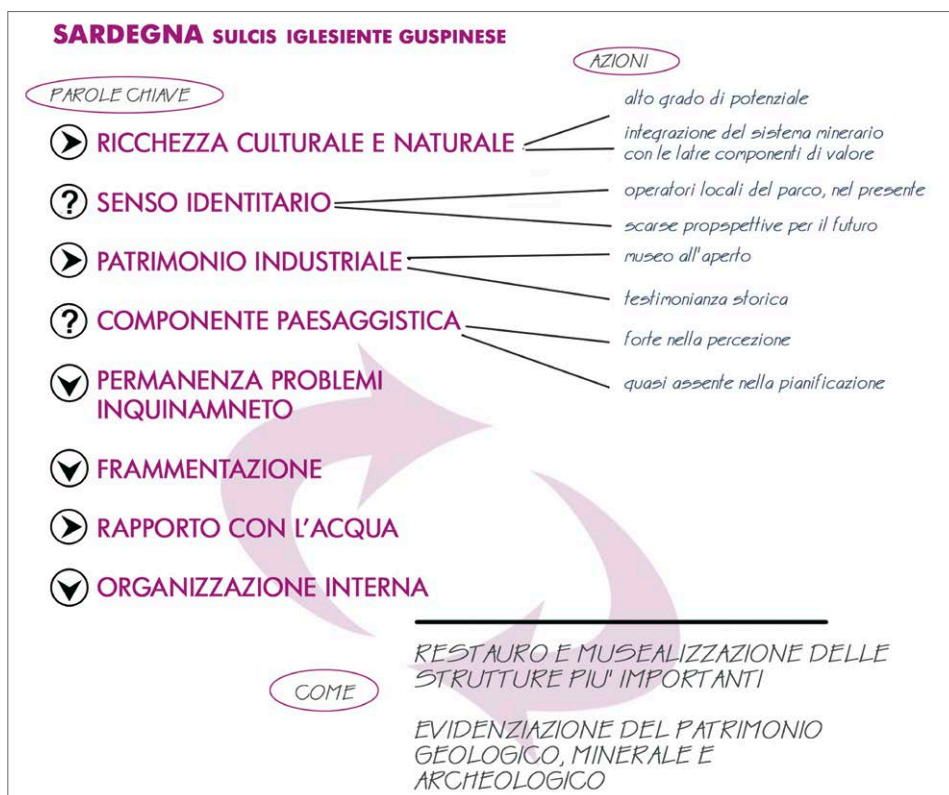 SARDEGNA SULCIS IGLESIENTE GUSPINESE
PAROLE CHIAVE
RICCHEZZA CULTURALE E NATURALE
? SENSO IDENTITARIO
PATRIMONIO INDUSTRIALE
? COMPONENTE PAESAGGISTICA
PERMANENZA PROBLEMI
INQUINAMNETO
FRAMMENTAZIONE
RAPPORTO CON L'ACQUA
ORGANIZZAZIONE INTERNA
AZIONI
alto grado di potenziale
integrazione del sistema minerario
con le latre componenti di valore
operatori locali del parco, nel presente
scarse propspettive per il futuro
museo all'aperto
testimonianza storica
forte nella percezione
quasi assente nella pianificazione
COME
RESTAURO E MUSEALIZZAZIONE DELLE
STRUTTURE PIU' IMPORTANTI
EVIDENZIAZIONE DEL PATRIMONIO
GEOLOGICO, MINERALE E
ARCHEOLOGICO